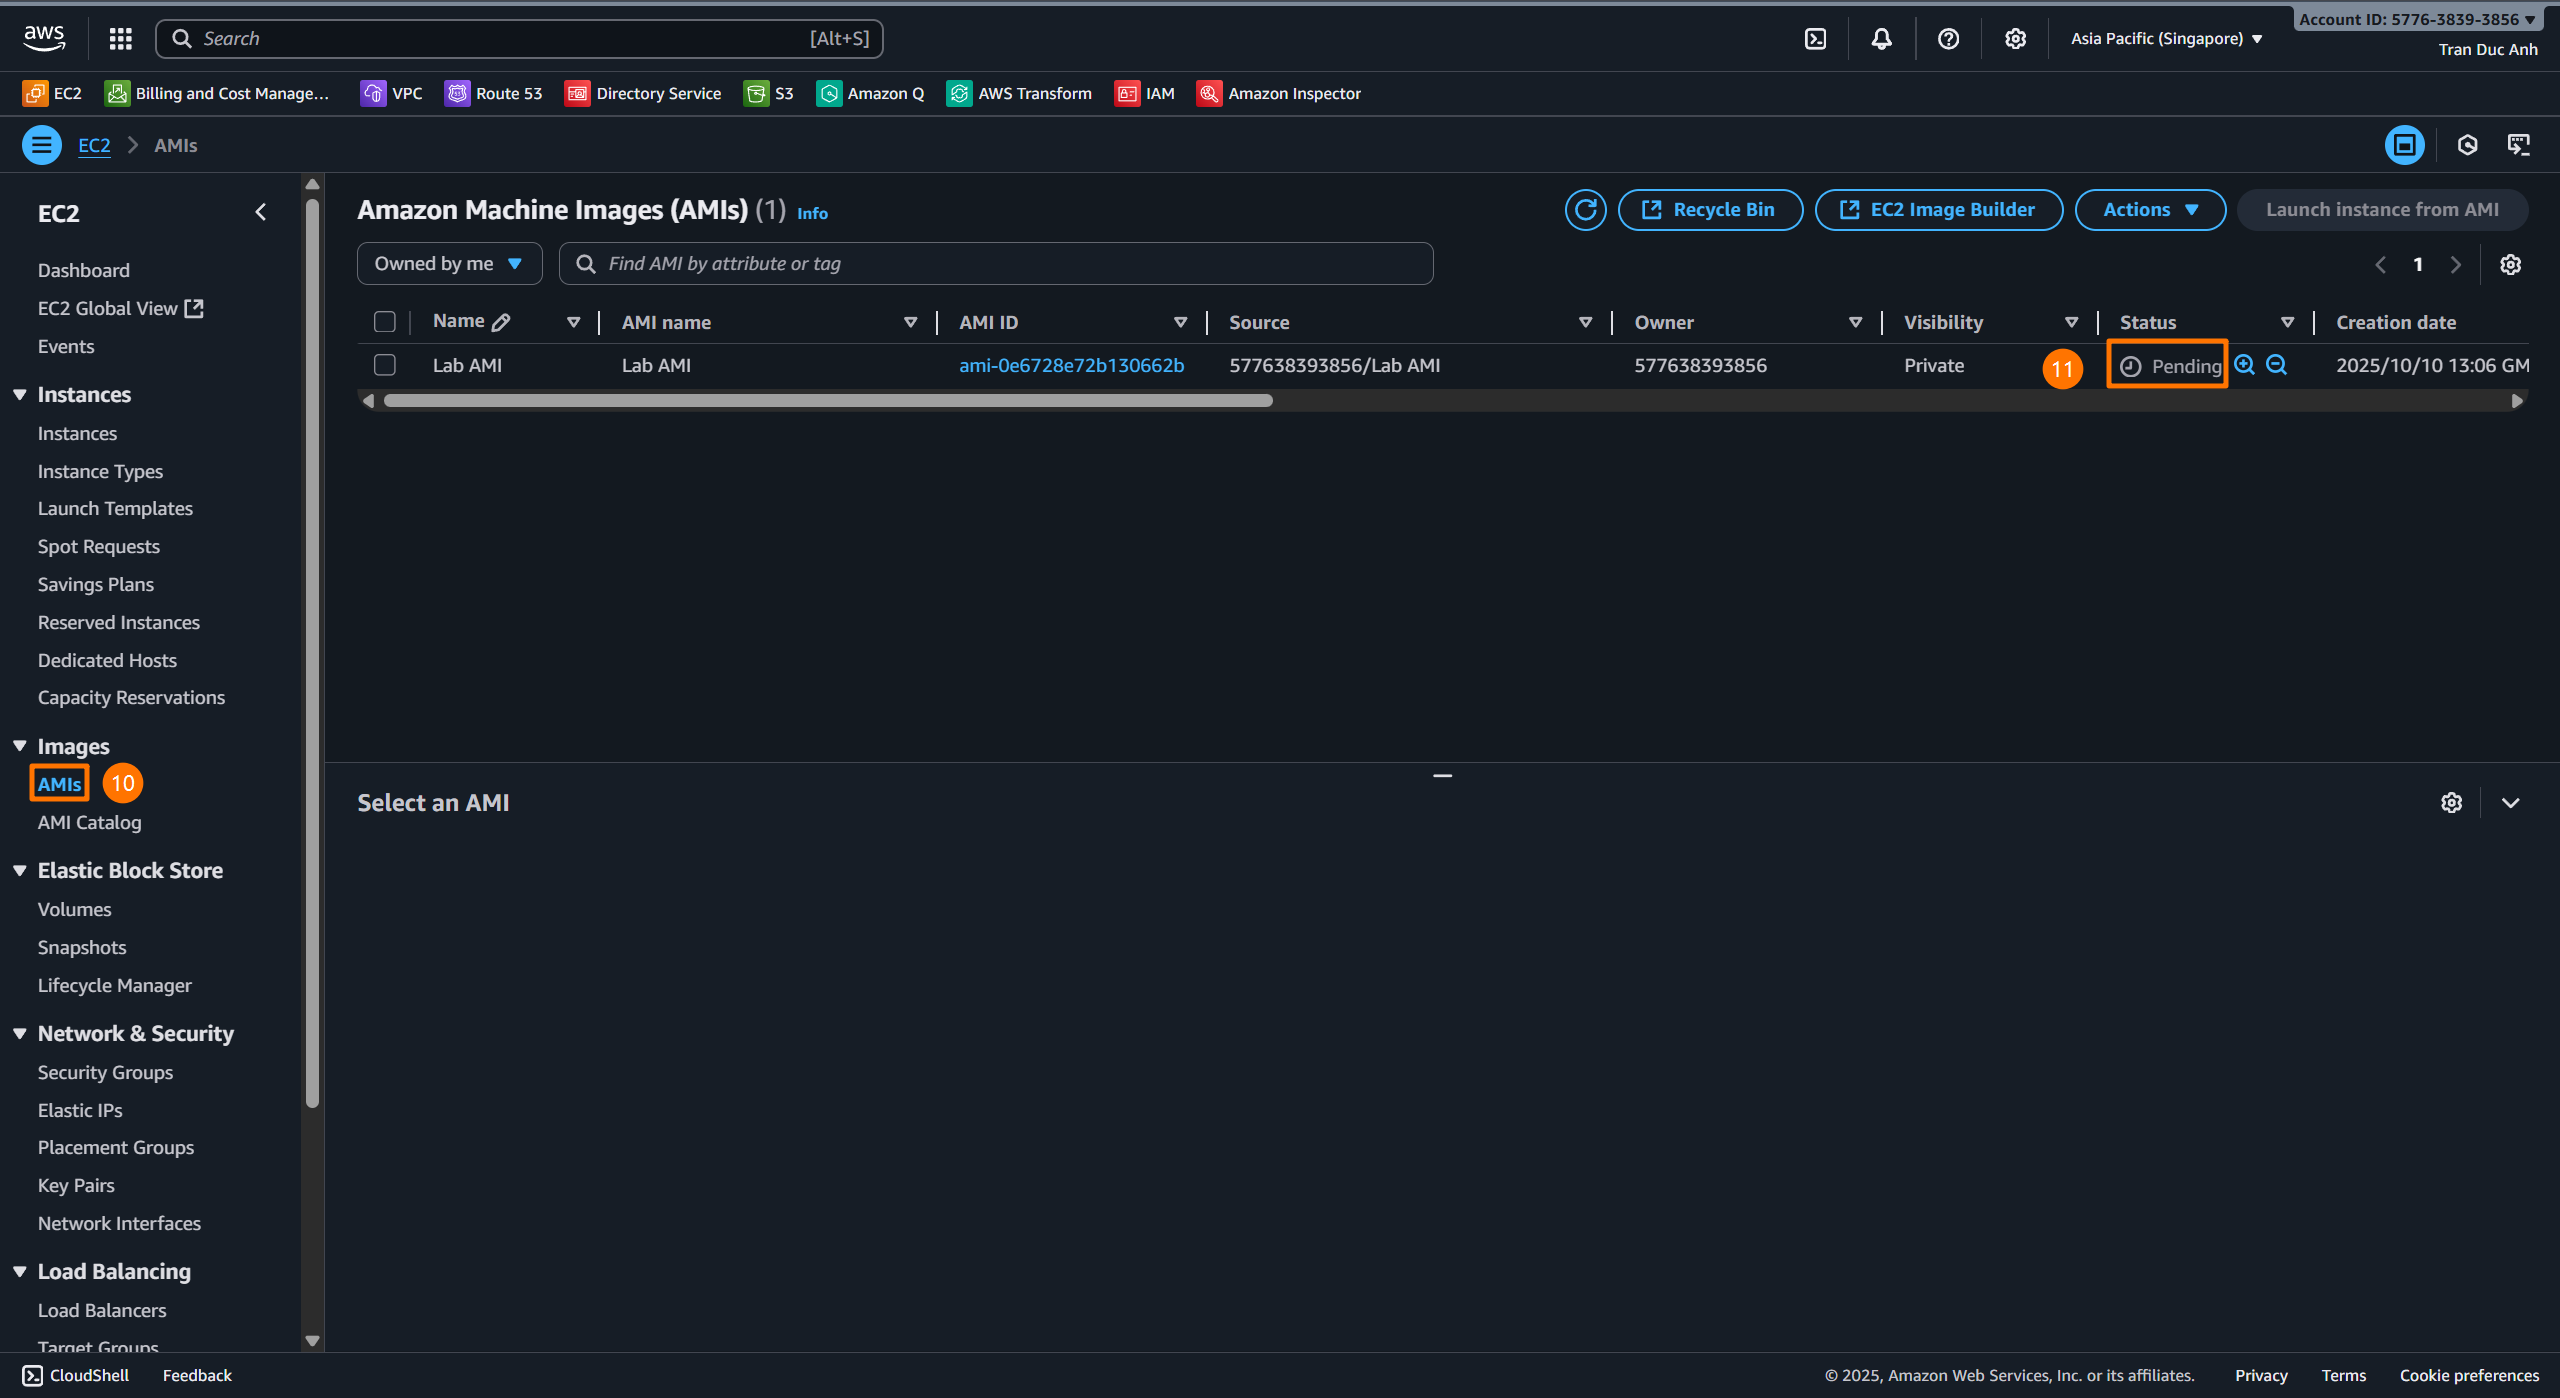 aws
Search [Alt+S]
Asia Pacific (Singapore)
Account ID: 5776-3839-3856
Tran Duc Anh
EC2
Billing and Cost Manage...
VPC
Route 53
Directory Service
S3
Amazon Q
AWS Transform
IAM
Amazon Inspector
EC2 > AMIs
EC2
Dashboard
EC2 Global View
Events
Instances
Instances
Instance Types
Launch Templates
Spot Requests
Savings Plans
Reserved Instances
Dedicated Hosts
Capacity Reservations
Images
AMIs 10
AMI Catalog
Elastic Block Store
Volumes
Snapshots
Lifecycle Manager
Network & Security
Security Groups
Elastic IPs
Placement Groups
Key Pairs
Network Interfaces
Load Balancing
Load Balancers
Target Groups
Amazon Machine Images (AMIs) (1) Info
Recycle Bin
EC2 Image Builder
Actions
Launch instance from AMI
Owned by me
Find AMI by attribute or tag
1
Name AMI name AMI ID Source Owner Visibility Status Creation date
Lab AMI Lab AMI ami-0e6728e72b130662b 577638393856/Lab AMI 577638393856 Private 11 Pending 2025/10/10 13:06 GM
Select an AMI
CloudShell Feedback
© 2025, Amazon Web Services, Inc. or its affiliates. Privacy Terms Cookie preferences